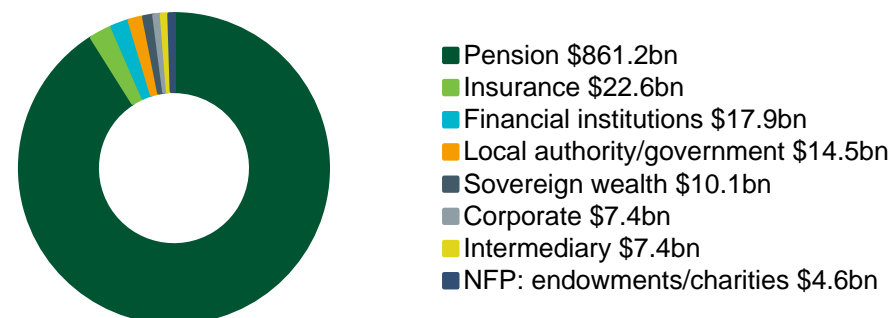 Pension $861.2bn
Insurance $22.6bn
Financial institutions $17.9bn
Local authority/government $14.5bn
Sovereign wealth $10.1bn
Corporate $7.4bn
Intermediary $7.4bn
NFP: endowments/charities $4.6bn